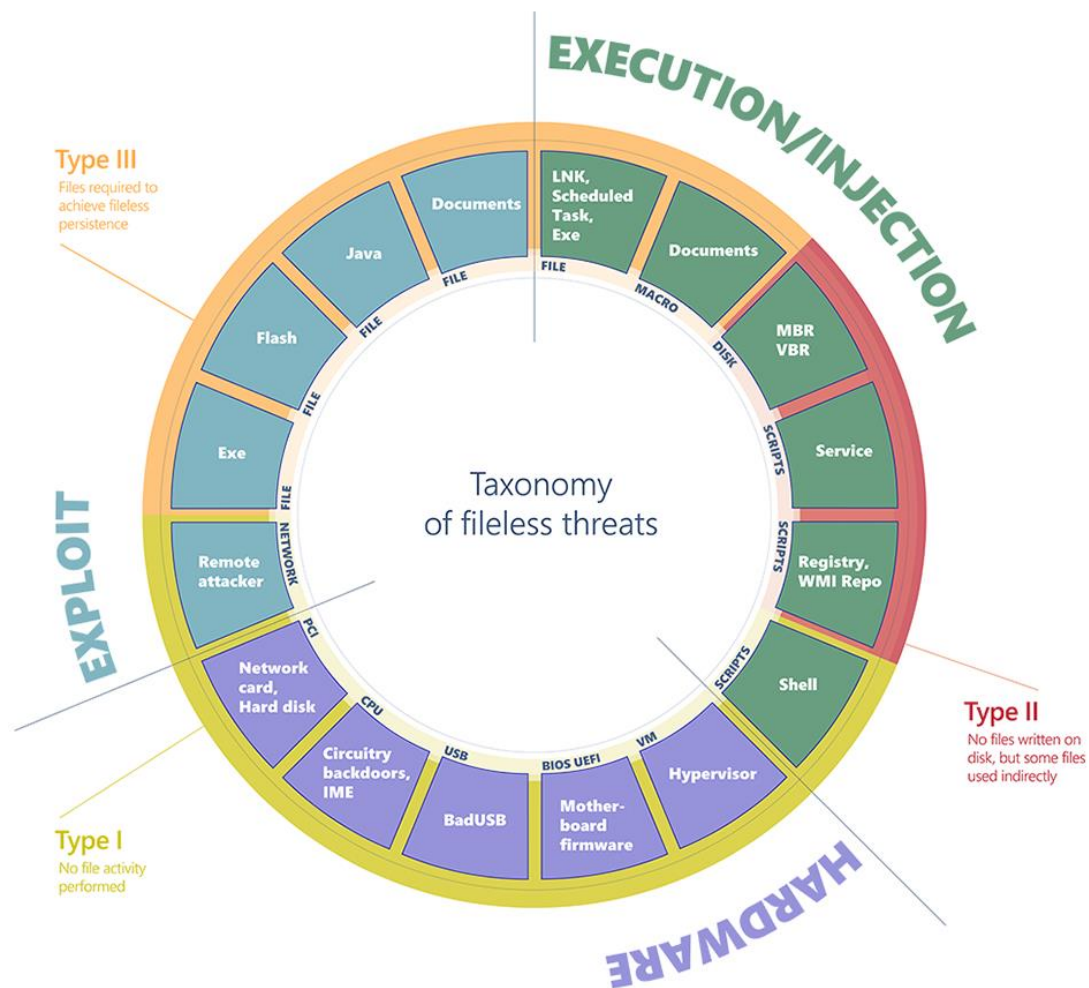 EXECUTION/INJECTION
Type III
Files required to
achieve fileless
persistence
Documents
FILE
LNK,
Scheduled
Task,
Exe
FILE
Documents
MACRO
MBR
VBR
DISK
Service
SCRIPTS
Registry,
WMI Repo
SCRIPTS
Shell
SCRIPTS
Type II
No files written on
disk, but some files
used indirectly
Hypervisor
VM
Mother-
board
firmware
BIOS UEFI
HARDWARE
BadUSB
USB
Circuitry
backdoors,
IME
CPU
Network
card,
Hard disk
PCI
Type I
No file activity
performed
Remote
attacker
NETWORK
EXPLOIT
Exe
FILE
Flash
FILE
Java
FILE
Taxonomy
of fileless threats